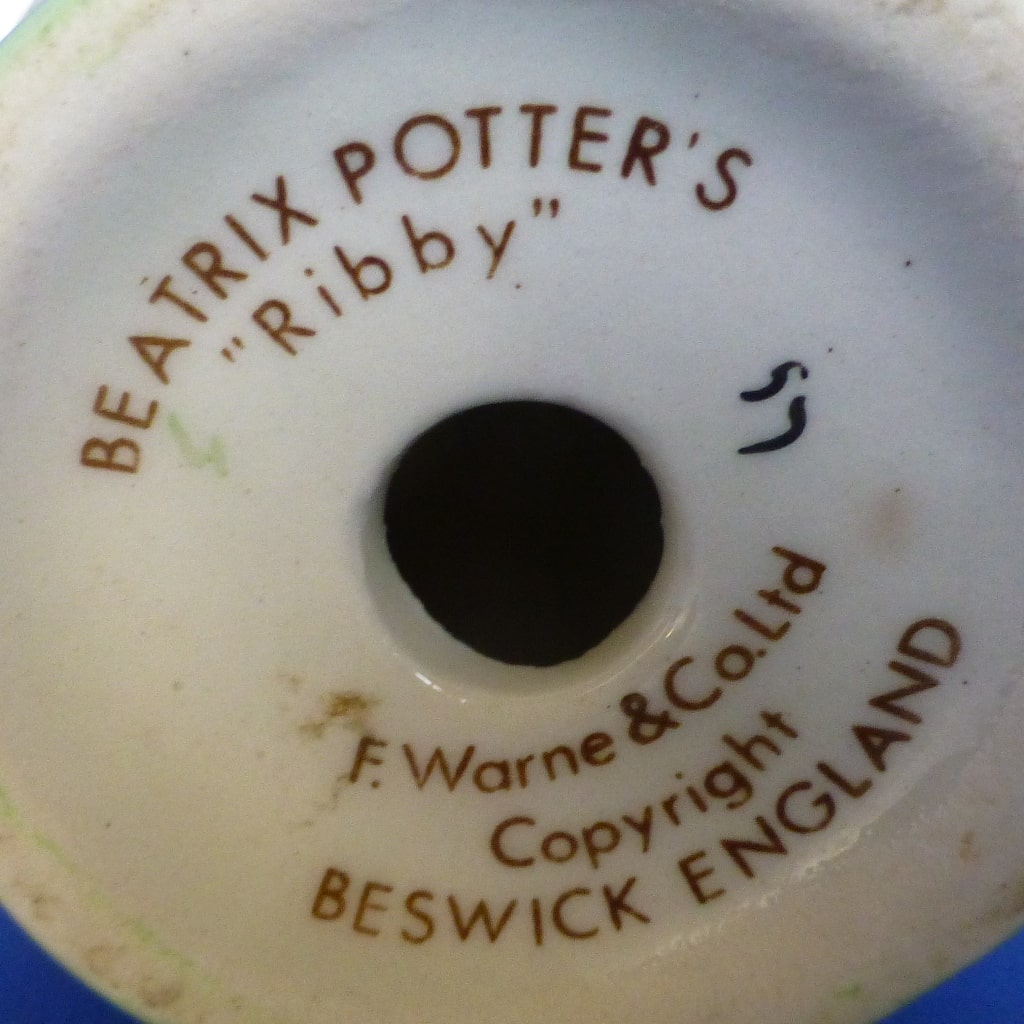 BEATRIX POTTER'S
"Ribby"
F. Warne & Co. Ltd
Copyright
BESWICK ENGLAND